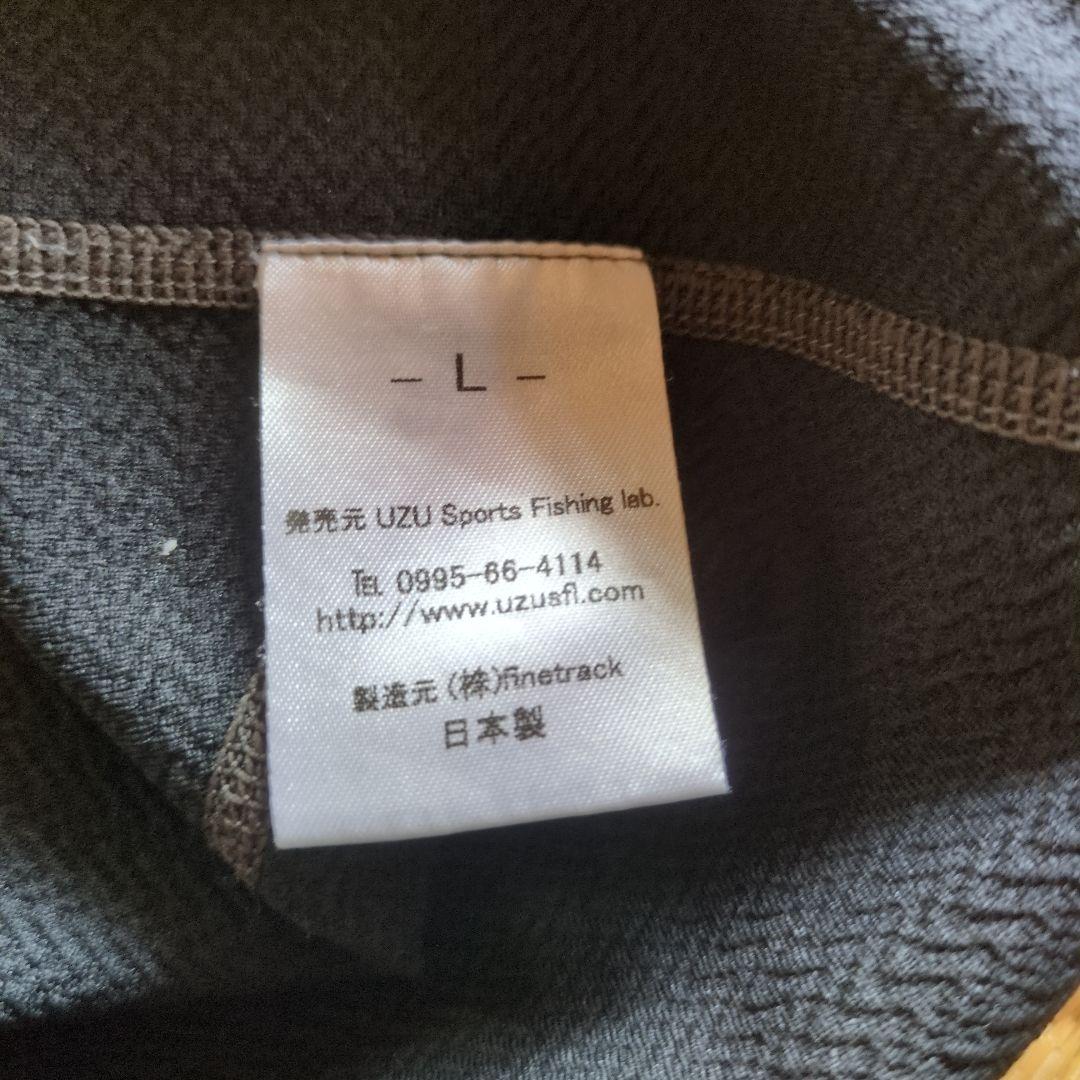 – L –
発売元 UZU Sports Fishing lab.
℡ 0995-66-4114
http://www.uzusfl.com
製造元 (株)finetrack
日本製